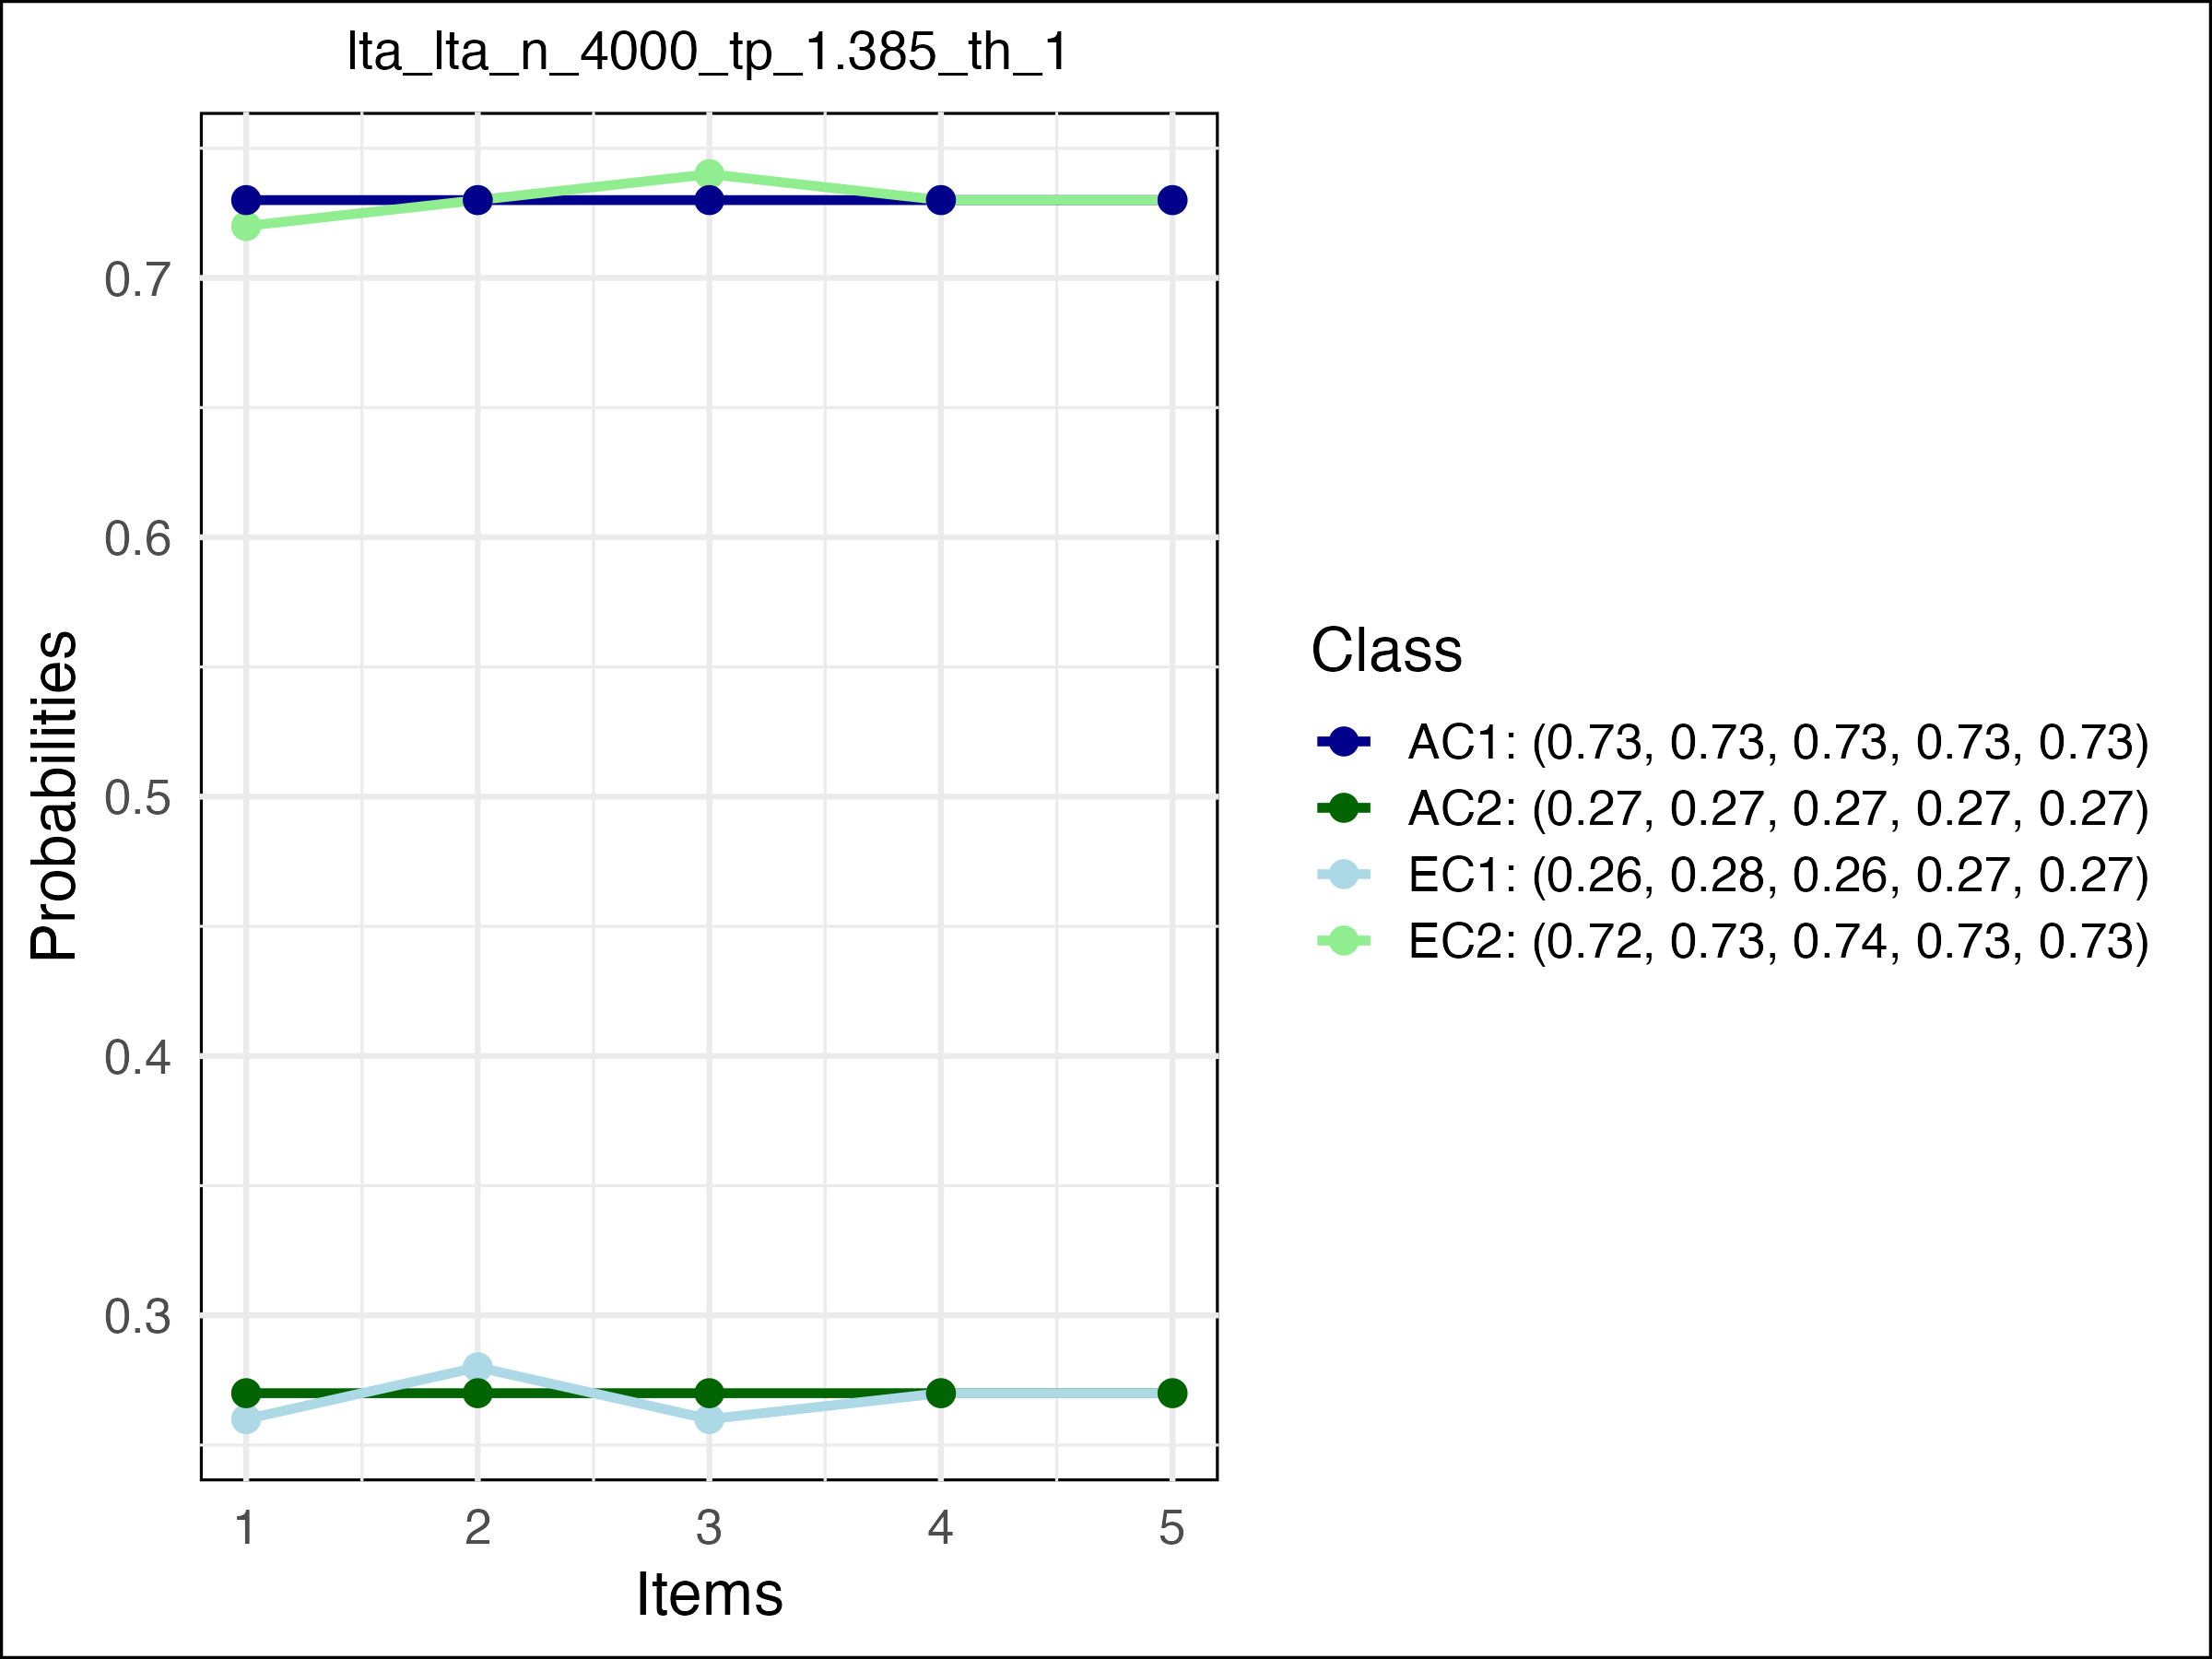 lta_lta_n_4000_tp_1.385_th_1
Probabilities
0.7
0.6
0.5
0.4
0.3
1 2 3 4 5
Items
Class
AC1: (0.73, 0.73, 0.73, 0.73, 0.73)
AC2: (0.27, 0.27, 0.27, 0.27, 0.27)
EC1: (0.26, 0.28, 0.26, 0.27, 0.27)
EC2: (0.72, 0.73, 0.74, 0.73, 0.73)